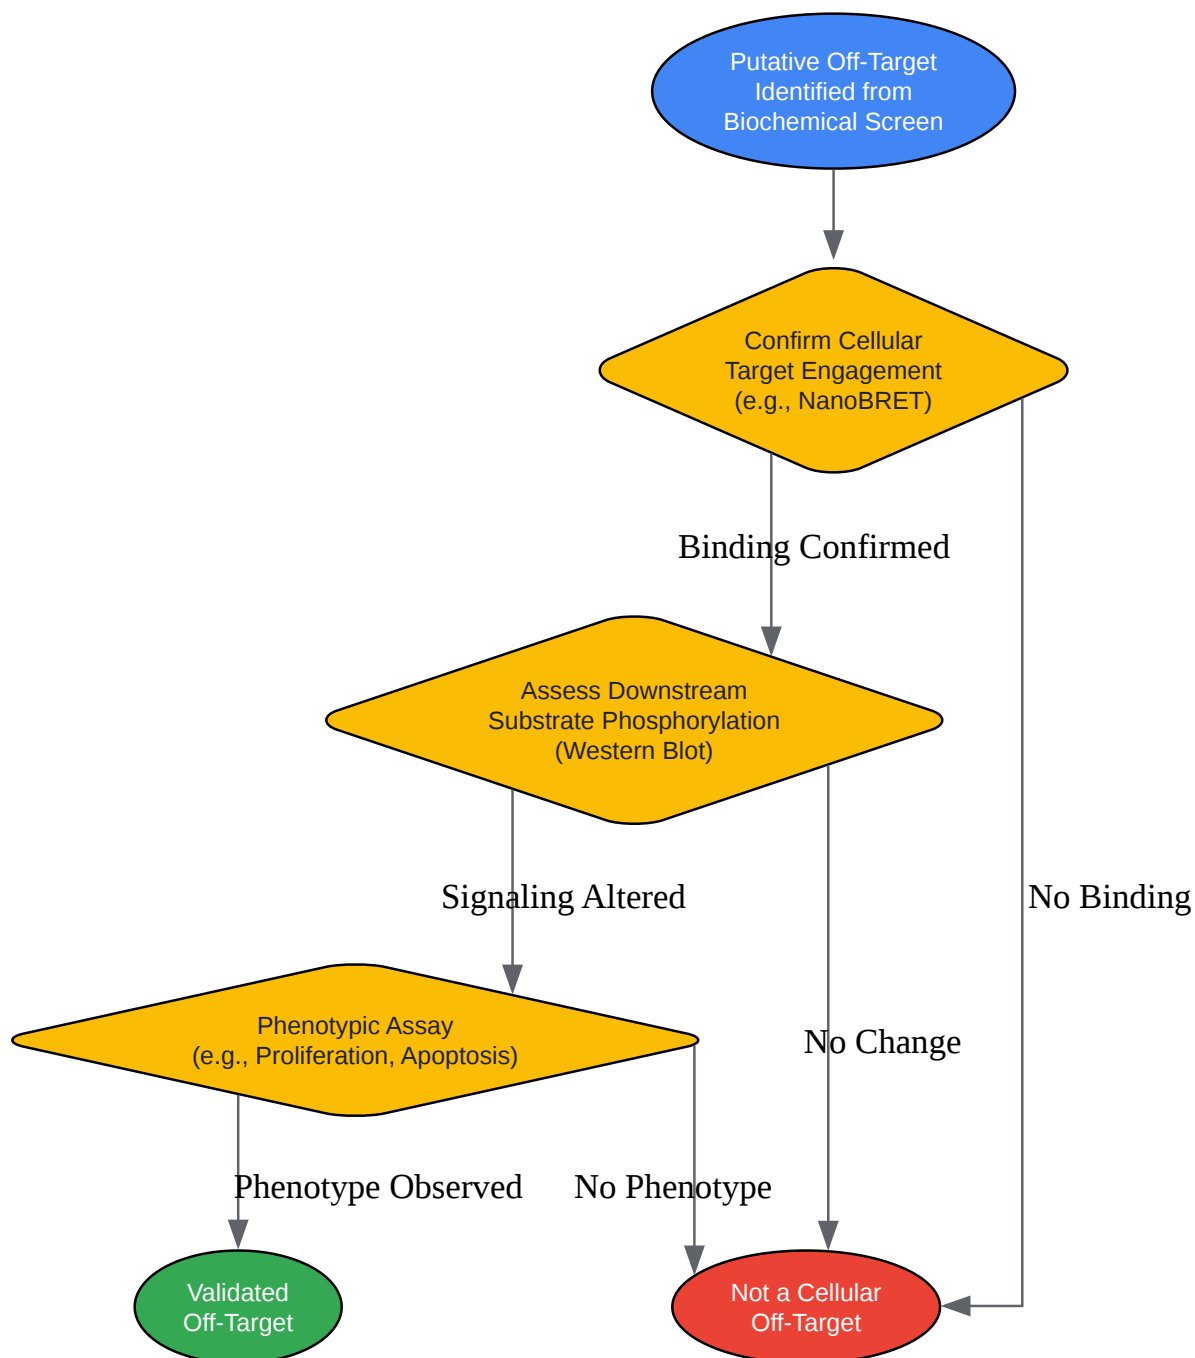 Putative Off-Target
Identified from
Biochemical Screen
Confirm Cellular
Target Engagement
(e.g., NanoBRET)
Binding Confirmed
Assess Downstream
Substrate Phosphorylation
(Western Blot)
Signaling Altered
No Binding
Phenotypic Assay
(e.g., Proliferation, Apoptosis)
No Change
Phenotype Observed
No Phenotype
Validated
Off-Target
Not a Cellular
Off-Target